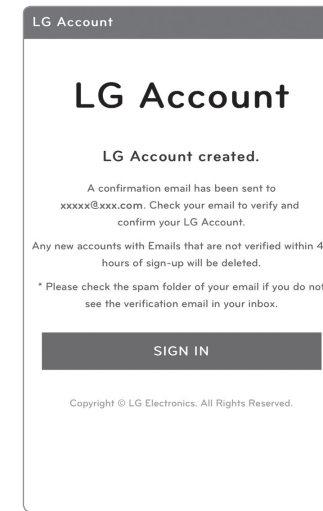 LG Account
LG Account
LG Account created.
A confirmation email has been sent to
xxxxx@xxx.com. Check your email to verify and
confirm your LG Account.
Any new accounts with Emails that are not verified within 4
hours of sign-up will be deleted.
* Please check the spam folder of your email if you do not
see the verification email in your inbox.
SIGN IN
Copyright © LG Electronics. All Rights Reserved.